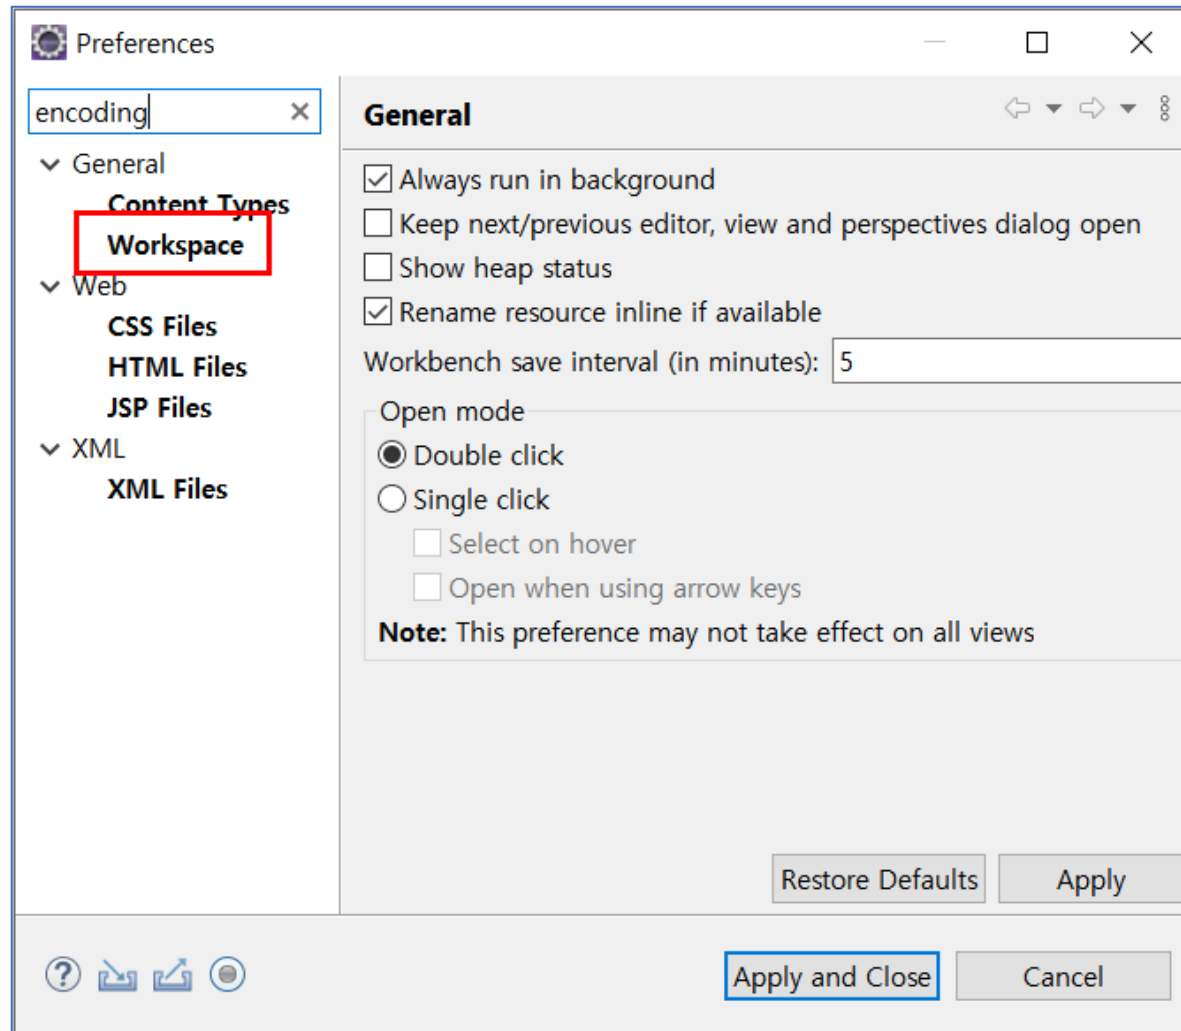 Preferences
encoding
General
Content Types
Workspace
Web
CSS Files
HTML Files
JSP Files
XML
XML Files
General
Always run in background
Keep next/previous editor, view and perspectives dialog open
Show heap status
Rename resource inline if available
Workbench save interval (in minutes): 5
Open mode
Double click
Single click
Select on hover
Open when using arrow keys
Note: This preference may not take effect on all views
Restore Defaults Apply
Apply and Close Cancel